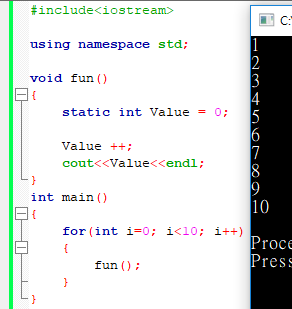 #include<iostream>
using namespace std;
void fun()
{
static int Value = 0;
Value ++;
cout<<Value<<endl;
}
int main()
{
for(int i=0; i<10; i++)
{
fun();
}
}
C:
1
2
3
4
5
6
7
8
9
10
Proce
Press